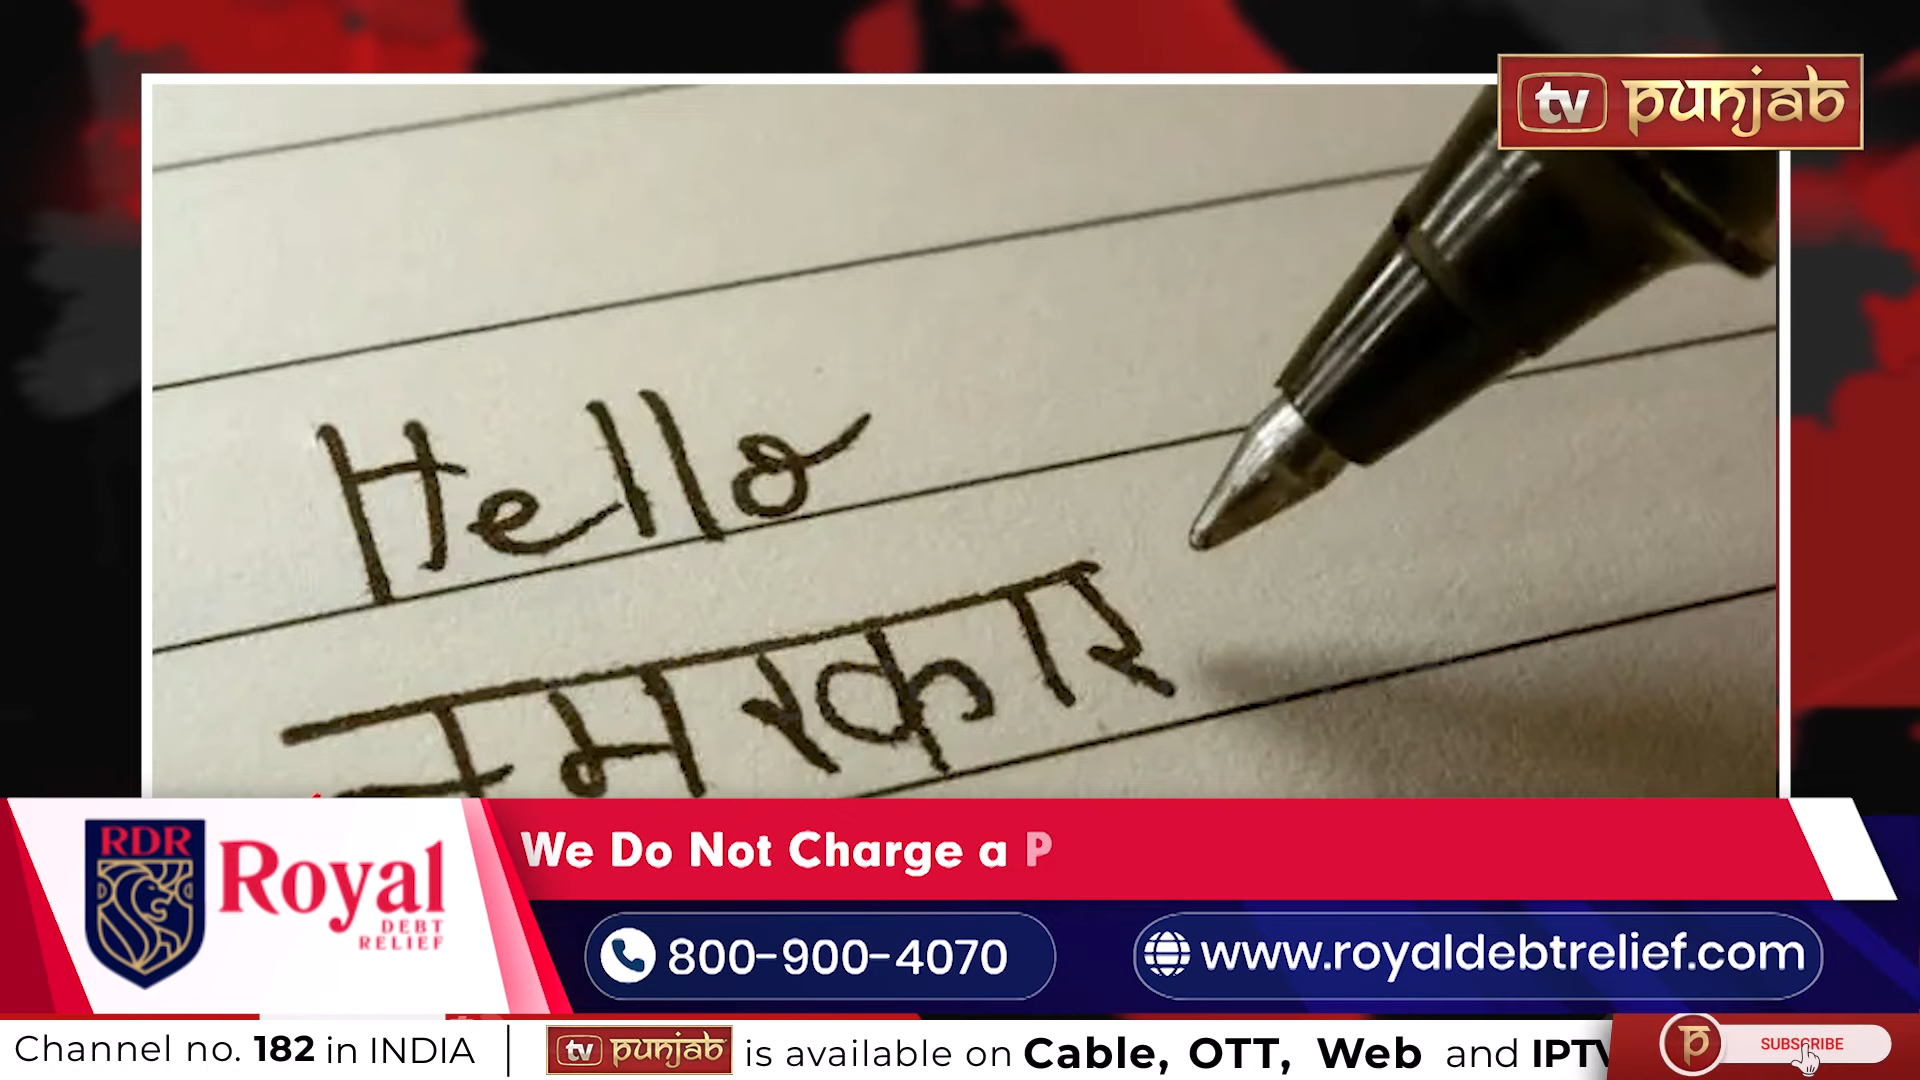 tv punjab
Hello
नमस्कार
RDR
Royal
DEBT
RELIEF
We Do Not Charge a P
800-900-4070
www.royaldebtrelief.com
Channel no. 182 in INDIA
tv punjab is available on Cable, OTT, Web and IPTV
SUBSCRIBE